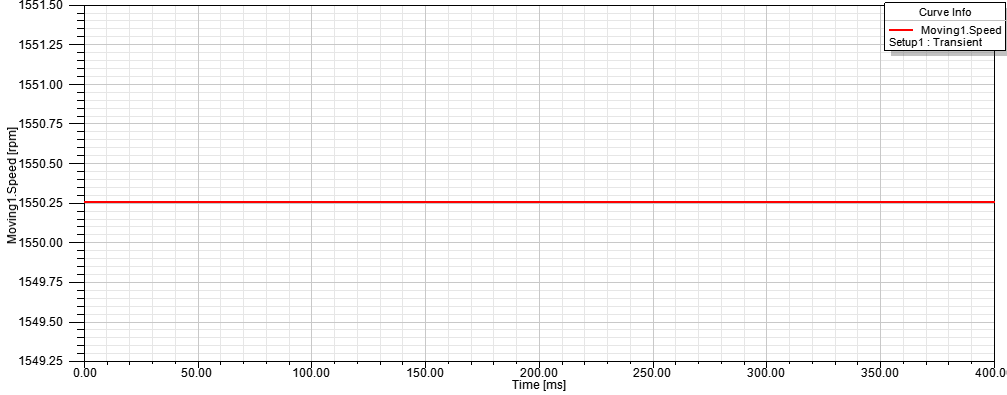 1551.50
1551.25
1551.00
1550.75
1550.50
1550.25
1550.00
1549.75
1549.50
1549.25
Moving1.Speed [rpm]
Curve Info
Moving1.Speed
Setup1 : Transient
0.00 50.00 100.00 150.00 200.00 250.00 300.00 350.00 400.0
Time [ms]